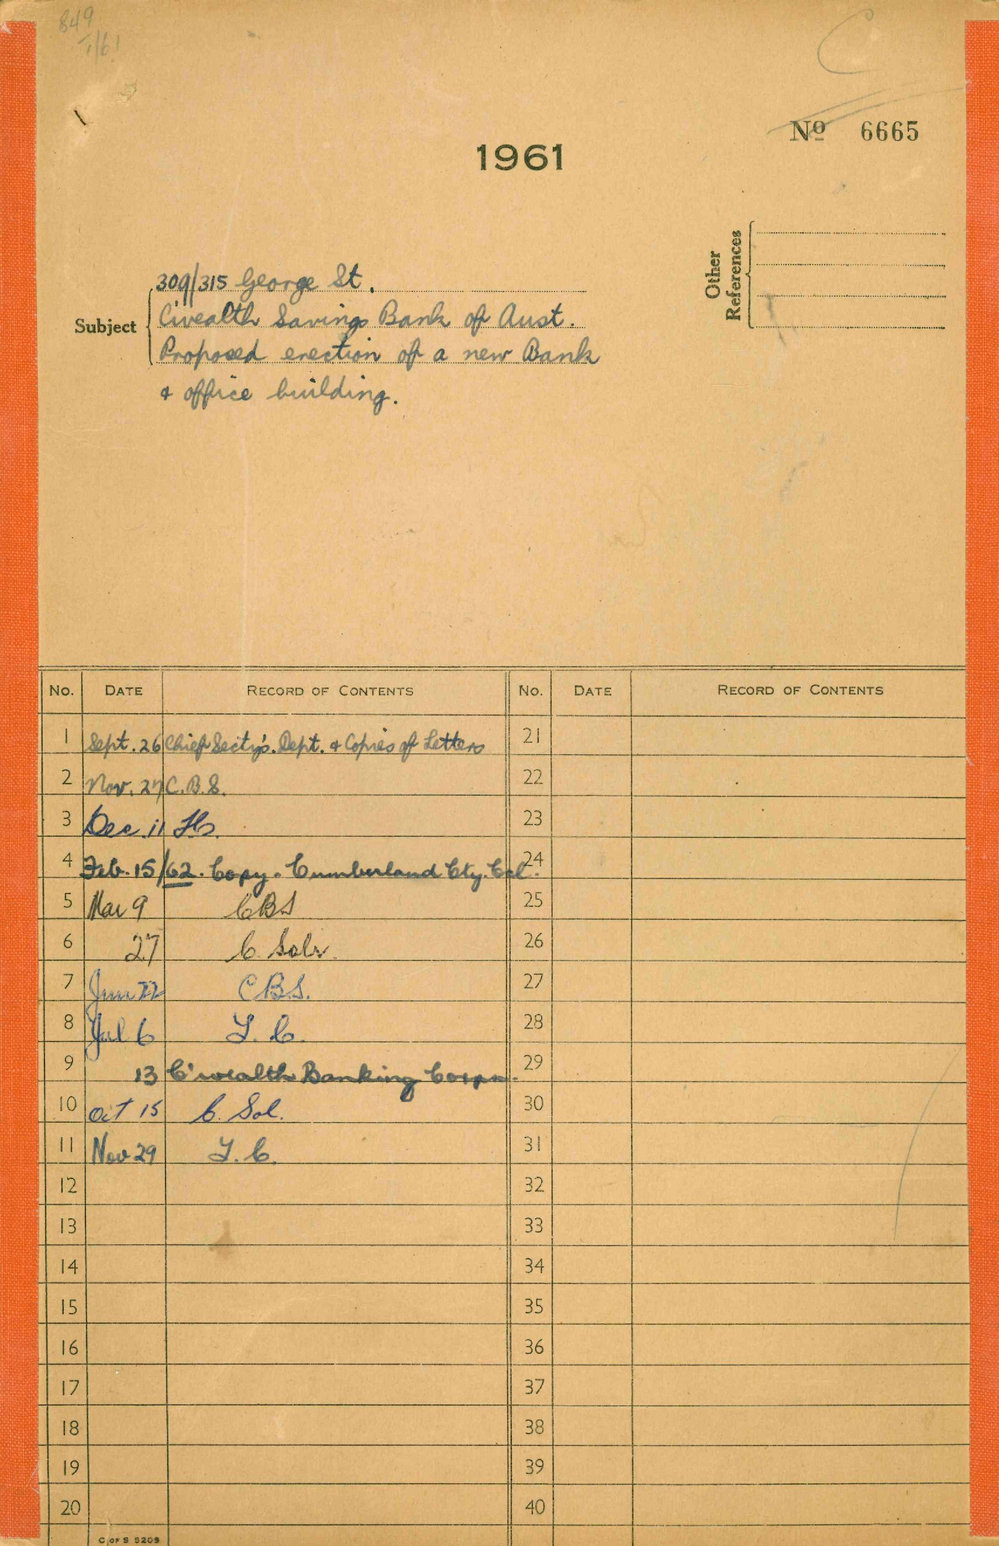 849
1/61
C
No 6665
1961
Other
References
Subject
309/315 George St.
C'wealth Savings Bank of Aust.
Proposed erection of a new Bank
& office building.
No. DATE RECORD OF CONTENTS No. DATE RECORD OF CONTENTS
1 Sept. 26 Chief Secty's. Dept. & Copies of Letters 21
2 Nov. 27 C.B.S. 22
3 Dec. 11 23
4 Feb. 15/62. Copy. Cumberland Cty. Ccl. 24
5 Mar 9 CBS 25
6 27 C. Solr. 26
7 Jun 22 C.B.S. 27
8 Jul 6 T. C. 28
9 13 C'wealth Banking Corpn. 29
10 Oct 15 C. Sol. 30
11 Nov 29 T. C. 31
12 32
13 33
14 34
15 35
16 36
17 37
18 38
19 39
20 40
C OF S 5209